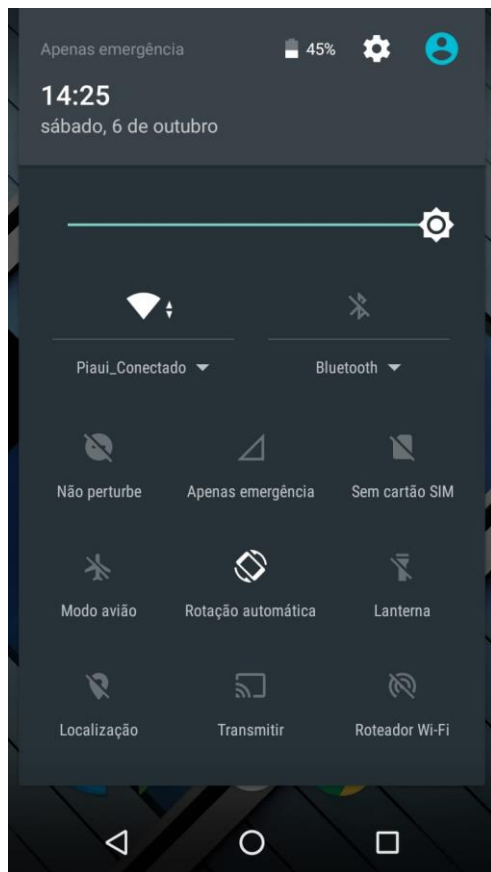 Apenas emergência 45%
14:25
sábado, 6 de outubro
Piaui_Conectado Bluetooth
Não perturbe Apenas emergência Sem cartão SIM
Modo avião Rotação automática Lanterna
Localização Transmitir Roteador Wi-Fi